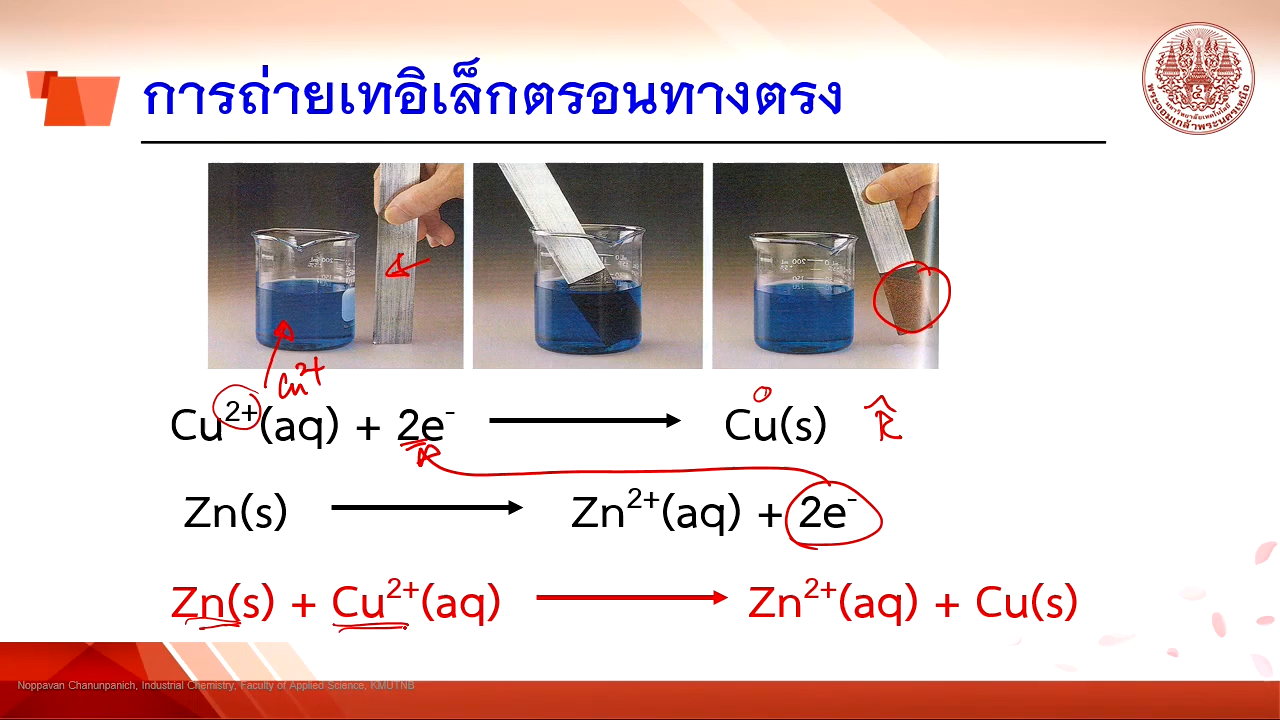 การถ่ายเทอิเล็กตรอนทางตรง
Cu²⁺
Cu²⁺(aq) + 2e⁻ → Cu(s)
0
R
Zn(s) → Zn²⁺(aq) + 2e⁻
Zn(s) + Cu²⁺(aq) → Zn²⁺(aq) + Cu(s)
Noppavan Chanunpanich, Industrial Chemistry, Faculty of Applied Science, KMUTNB